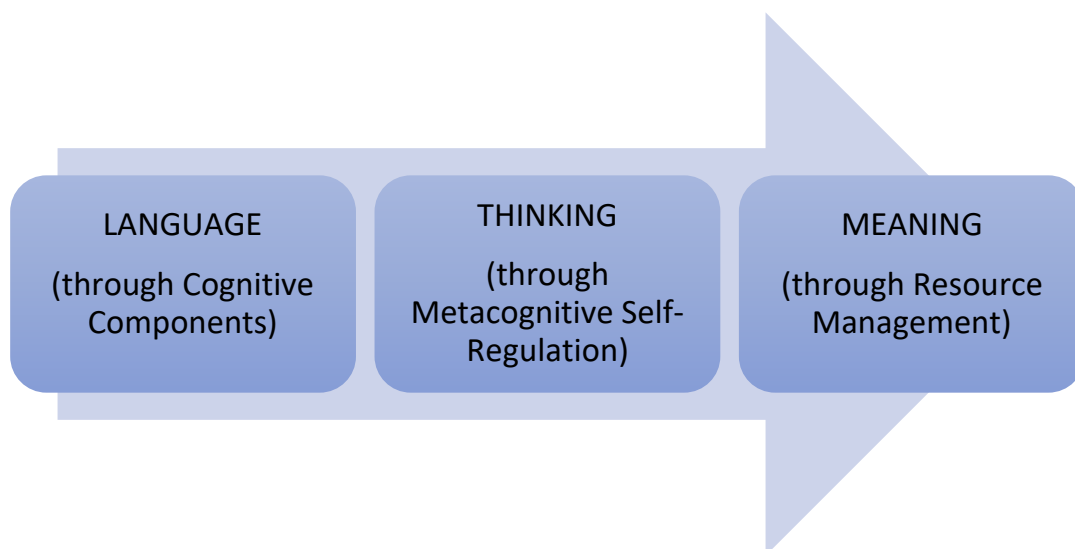 LANGUAGE
(through Cognitive
Components)
THINKING
(through
Metacognitive Self-
Regulation)
MEANING
(through Resource
Management)